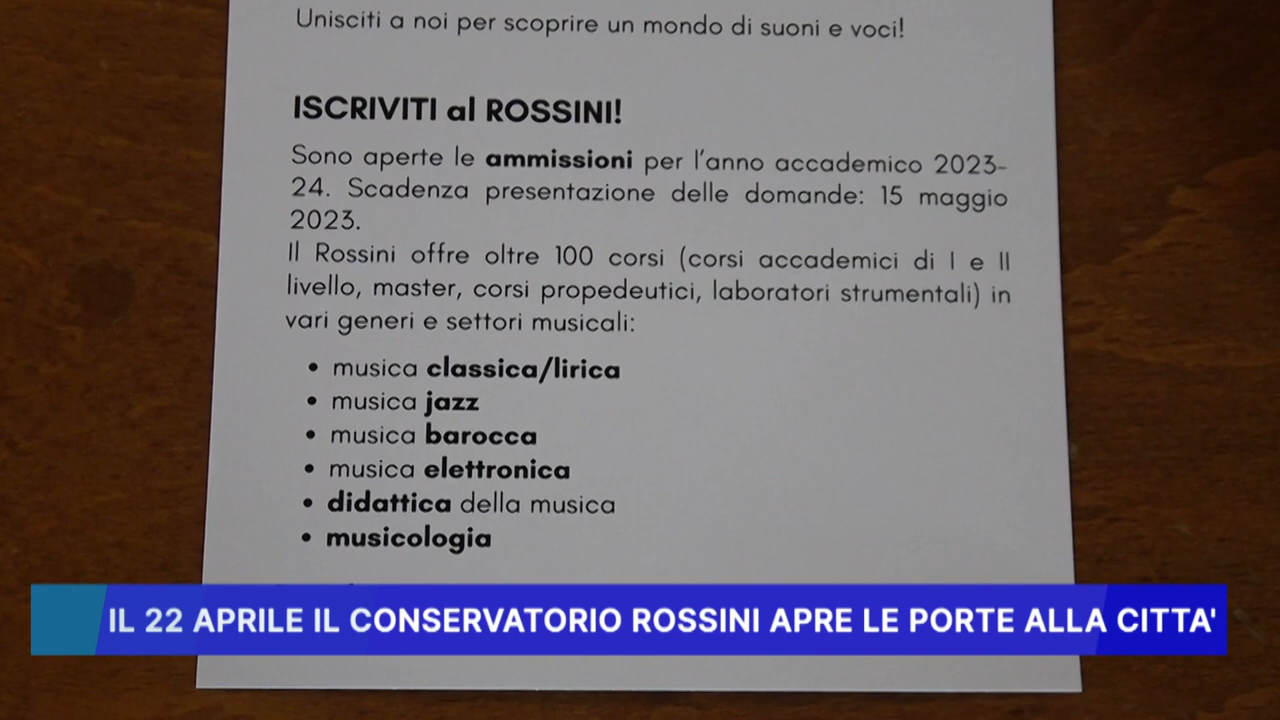 Unisciti a noi per scoprire un mondo di suoni e voci!
ISCRIVITI al ROSSINI!
Sono aperte le ammissioni per l'anno accademico 2023-
24. Scadenza presentazione delle domande: 15 maggio
2023.
Il Rossini offre oltre 100 corsi (corsi accademici di I e II
livello, master, corsi propedeutici, laboratori strumentali) in
vari generi e settori musicali:
• musica classica/lirica
• musica jazz
• musica barocca
• musica elettronica
• didattica della musica
• musicologia
IL 22 APRILE IL CONSERVATORIO ROSSINI APRE LE PORTE ALLA CITTA'